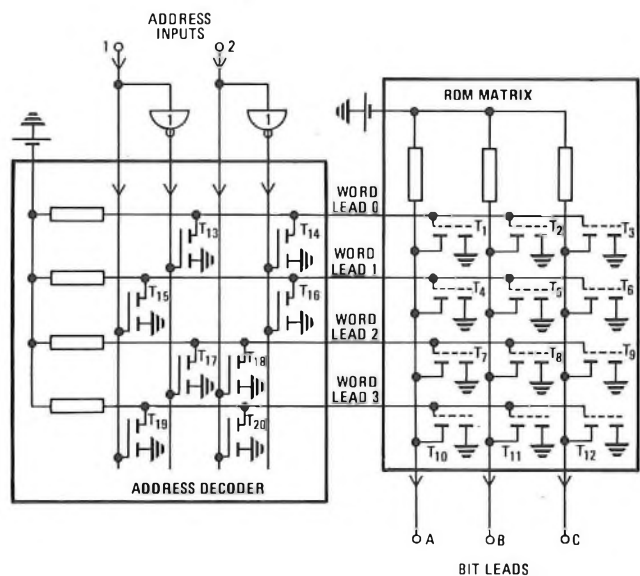 ADDRESS
INPUTS
1 2
ROM MATRIX
1 1
WORD
LEAD 0
T1 T2 T3
T13 T14
WORD
LEAD 1
T4 T5 T6
T15 T16
WORD
LEAD 2
T7 T8 T9
T17 T18
WORD
LEAD 3
T19 T20
T10 T11 T12
ADDRESS DECODER
A B C
BIT LEADS